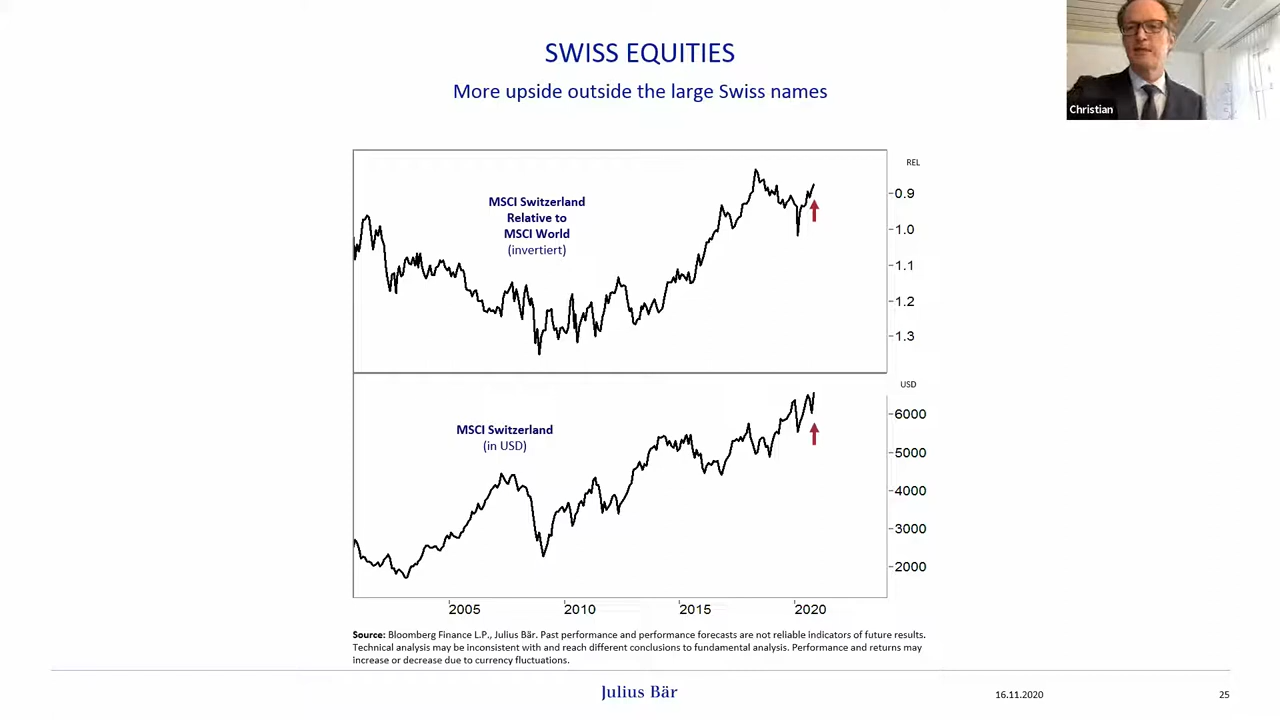 SWISS EQUITIES
More upside outside the large Swiss names
Christian
REL
MSCI Switzerland
Relative to
MSCI World
(invertiert)
0.9
1.0
1.1
1.2
1.3
USD
MSCI Switzerland
(in USD)
6000
5000
4000
3000
2000
2005 2010 2015 2020
Source: Bloomberg Finance L.P., Julius Bär. Past performance and performance forecasts are not reliable indicators of future results.
Technical analysis may be inconsistent with and reach different conclusions to fundamental analysis. Performance and returns may
increase or decrease due to currency fluctuations.
Julius Bär
16.11.2020
25